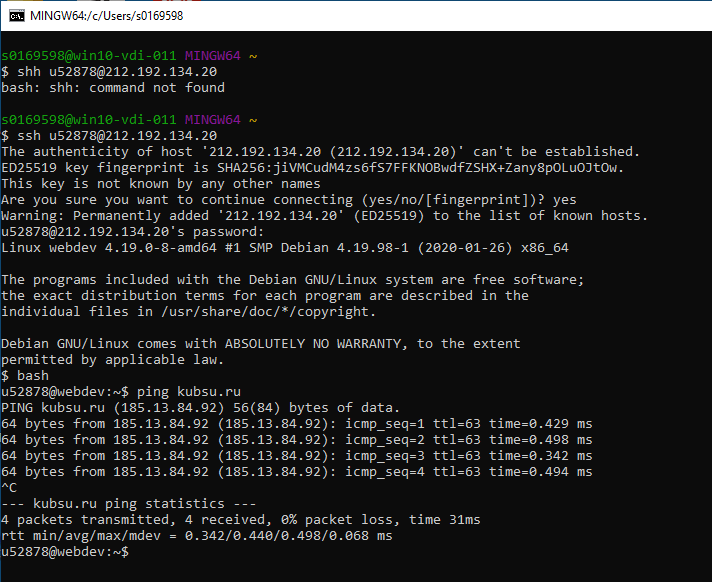 MINGW64:/c/Users/s0169598
s0169598@win10-vdi-011 MINGW64 ~
$ shh u52878@212.192.134.20
bash: shh: command not found
s0169598@win10-vdi-011 MINGW64 ~
$ ssh u52878@212.192.134.20
The authenticity of host '212.192.134.20 (212.192.134.20)' can't be established.
ED25519 key fingerprint is SHA256:jiVMCudM4zs6fS7FFKNOBwdfZSHX+Zany8pOLuOJtOw.
This key is not known by any other names
Are you sure you want to continue connecting (yes/no/[fingerprint])? yes
Warning: Permanently added '212.192.134.20' (ED25519) to the list of known hosts.
u52878@212.192.134.20's password:
Linux webdev 4.19.0-8-amd64 #1 SMP Debian 4.19.98-1 (2020-01-26) x86_64
The programs included with the Debian GNU/Linux system are free software;
the exact distribution terms for each program are described in the
individual files in /usr/share/doc/*/copyright.
Debian GNU/Linux comes with ABSOLUTELY NO WARRANTY, to the extent
permitted by applicable law.
$ bash
u52878@webdev:~$ ping kubsu.ru
PING kubsu.ru (185.13.84.92) 56(84) bytes of data.
64 bytes from 185.13.84.92 (185.13.84.92): icmp_seq=1 ttl=63 time=0.429 ms
64 bytes from 185.13.84.92 (185.13.84.92): icmp_seq=2 ttl=63 time=0.498 ms
64 bytes from 185.13.84.92 (185.13.84.92): icmp_seq=3 ttl=63 time=0.342 ms
64 bytes from 185.13.84.92 (185.13.84.92): icmp_seq=4 ttl=63 time=0.494 ms
^C
--- kubsu.ru ping statistics ---
4 packets transmitted, 4 received, 0% packet loss, time 31ms
rtt min/avg/max/mdev = 0.342/0.440/0.498/0.068 ms
u52878@webdev:~$